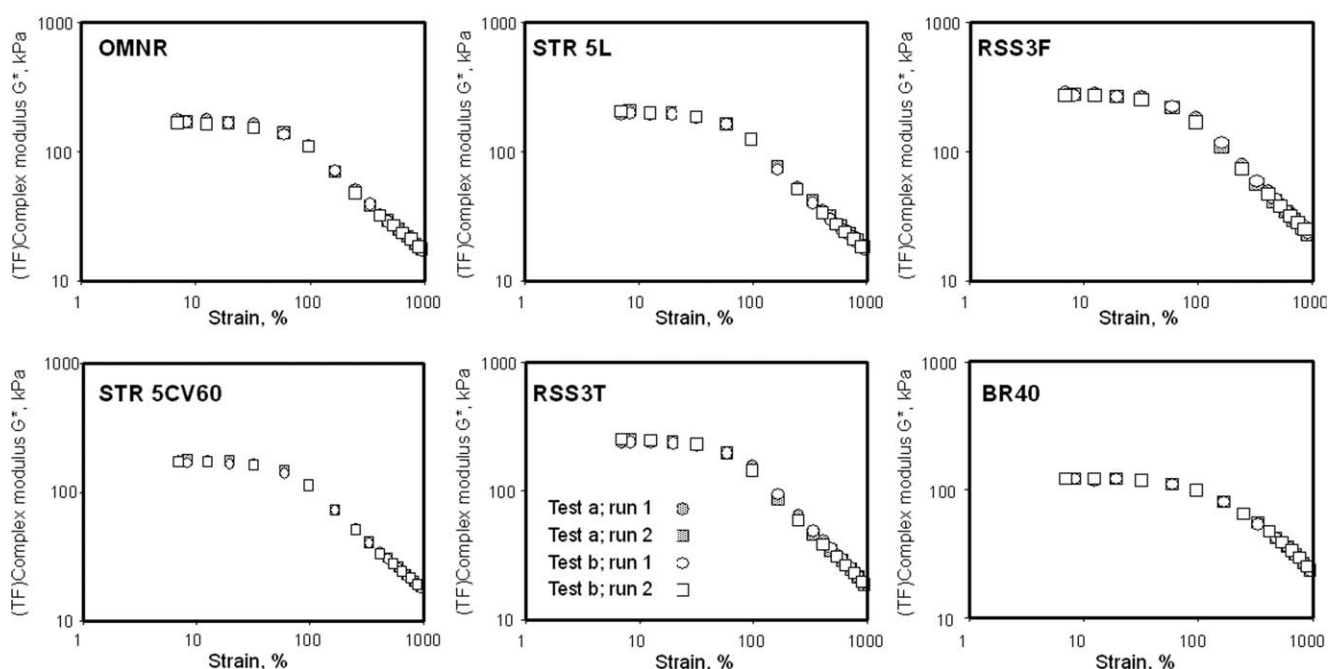 OMNR
(TF)Complex modulus G*, kPa
1000
100
10
1
10
100
1000
Strain, %
STR 5L
(TF)Complex modulus G*, kPa
1000
100
10
1
10
100
1000
Strain, %
RSS3F
(TF)Complex modulus G*, kPa
1000
100
10
1
10
100
1000
Strain, %
STR 5CV60
(TF)Complex modulus G*, kPa
1000
100
10
1
10
100
1000
Strain, %
RSS3T
(TF)Complex modulus G*, kPa
1000
100
10
Test a; run 1
Test a; run 2
Test b; run 1
Test b; run 2
1
10
100
1000
Strain, %
BR40
(TF)Complex modulus G*, kPa
1000
100
10
1
10
100
1000
Strain, %